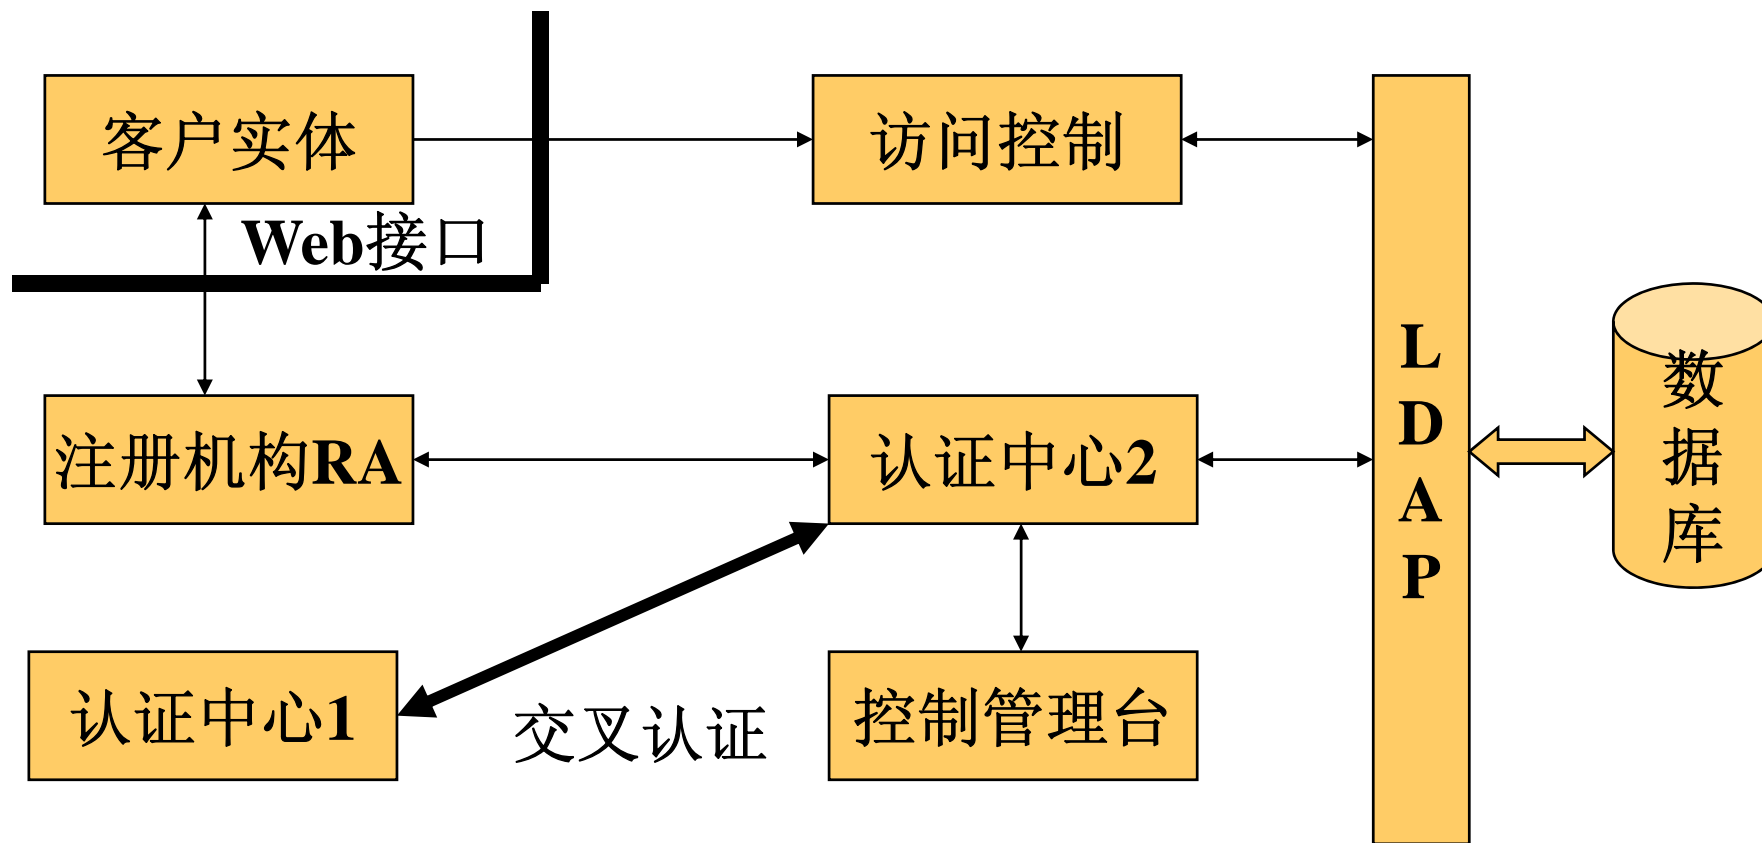 客户实体
访问控制
Web接口
注册机构RA
认证中心2
认证中心1
交叉认证
控制管理台
L
D
A
P
数
据
库